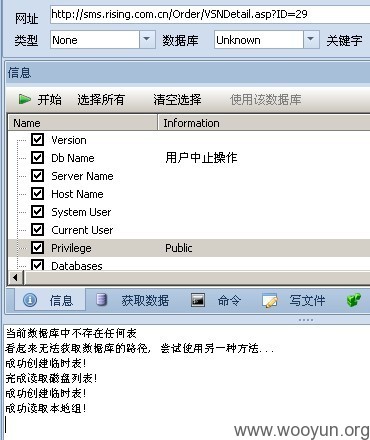 网址 http://sms.rising.com.cn/Order/VSNDetail.asp?ID=29
类型 None 数据库 Unknown 关键字
信息
开始 选择所有 清空选择 使用该数据库
Name Information
Version
Db Name 用户中止操作
Server Name
Host Name
System User
Current User
Privilege Public
Databases
信息 获取数据 命令 写文件
当前数据库中不存在任何表
看起来无法获取数据库的路径, 尝试使用另一种方法...
成功创建临时表!
完成读取磁盘列表!
成功创建临时表!
成功读取本地组!
www.wooyun.org